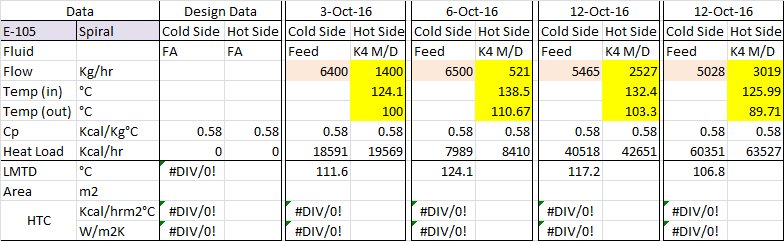 Data Design Data 3-Oct-16 6-Oct-16 12-Oct-16 12-Oct-16
E-105 Spiral Cold Side Hot Side Cold Side Hot Side Cold Side Hot Side Cold Side Hot Side Cold Side Hot Side
Fluid FA FA Feed K4 M/D Feed K4 M/D Feed K4 M/D Feed K4 M/D
Flow Kg/hr 6400 1400 6500 521 5465 2527 5028 3019
Temp (in) °C 124.1 138.5 132.4 125.99
Temp (out) °C 100 110.67 103.3 89.71
Cp Kcal/Kg°C 0.58 0.58 0.58 0.58 0.58 0.58 0.58 0.58 0.58 0.58
Heat Load Kcal/hr 0 0 18591 19569 7989 8410 40518 42651 60351 63527
LMTD °C #DIV/0! 111.6 124.1 117.2 106.8
Area m2
HTC Kcal/hrm2°C #DIV/0! #DIV/0! #DIV/0! #DIV/0! #DIV/0!
W/m2K #DIV/0! #DIV/0! #DIV/0! #DIV/0! #DIV/0!